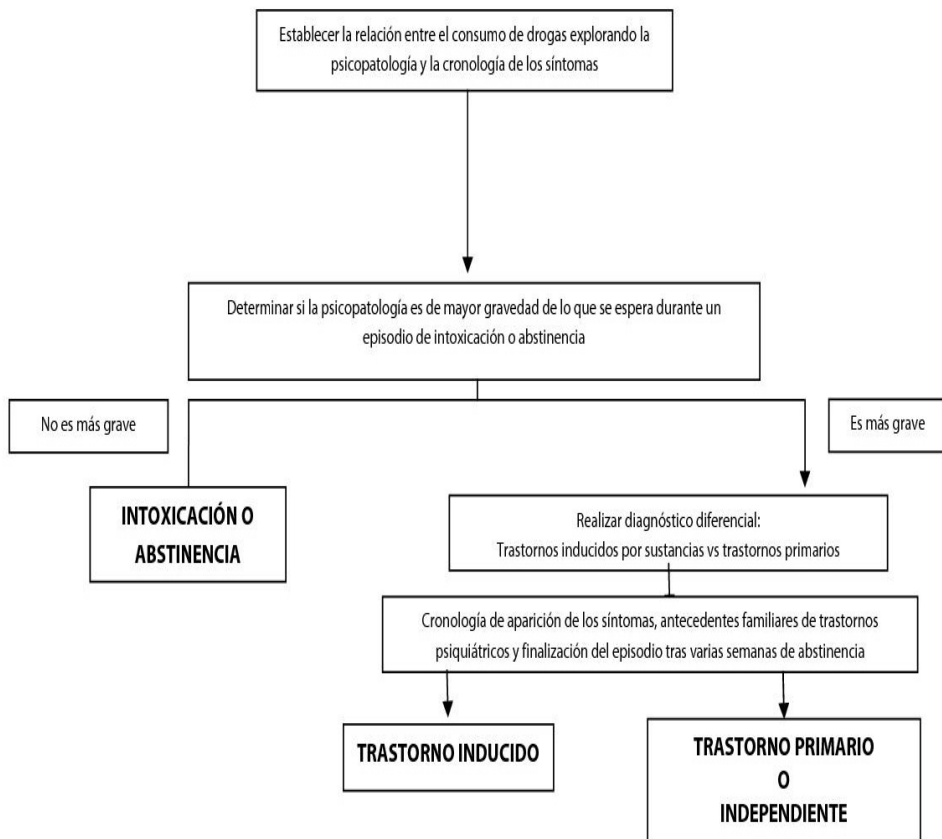 Establecer la relación entre el consumo de drogas explorando la
psicopatología y la cronología de los síntomas
Determinar si la psicopatología es de mayor gravedad de lo que se espera durante un
episodio de intoxicación o abstinencia
No es más grave
Es más grave
INTOXICACIÓN O
ABSTINENCIA
Realizar diagnóstico diferencial:
Trastornos inducidos por sustancias vs trastornos primarios
Cronología de aparición de los síntomas, antecedentes familiares de trastornos
psiquiátricos y finalización del episodio tras varias semanas de abstinencia
TRASTORNO INDUCIDO
TRASTORNO PRIMARIO
O
INDEPENDIENTE